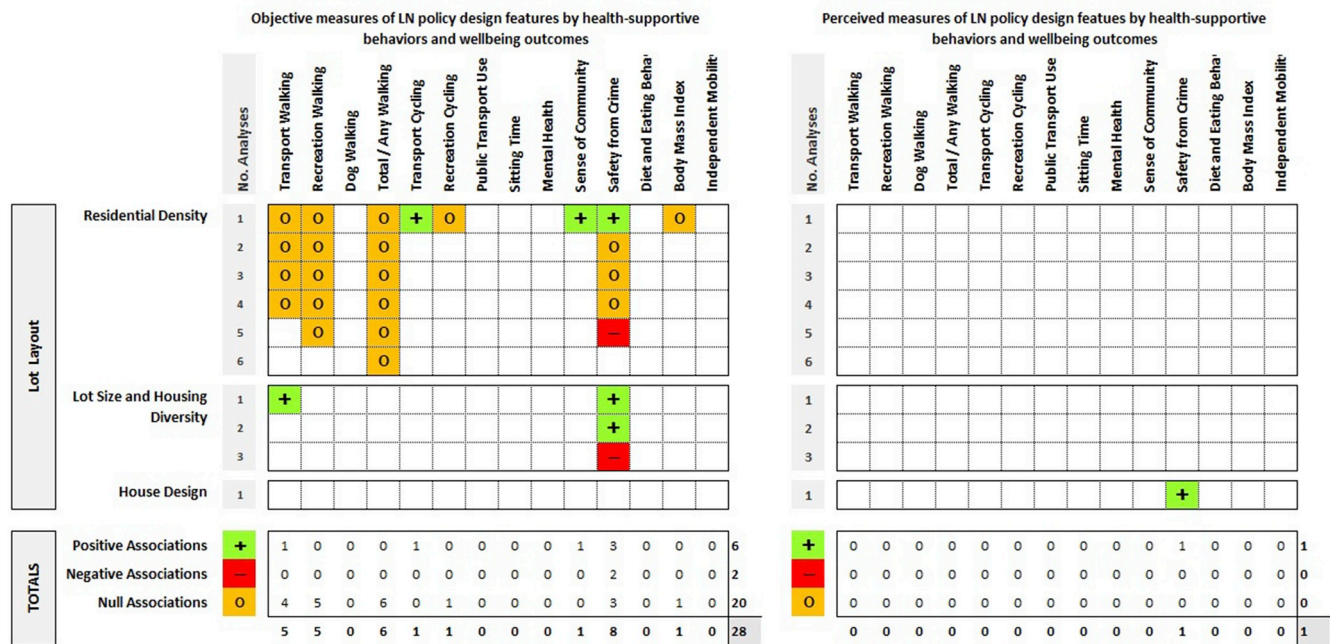 Objective measures of LN policy design features by health-supportive
behaviors and wellbeing outcomes
Perceived measures of LN policy design featues by health-supportive
behaviors and wellbeing outcomes
No. Analyses
Transport Walking
Recreation Walking
Dog Walking
Total / Any Walking
Transport Cycling
Recreation Cycling
Public Transport Use
Sitting Time
Mental Health
Sense of Community
Safety from Crime
Diet and Eating Beha
Body Mass Index
Independent Mobilit
No. Analyses
Transport Walking
Recreation Walking
Dog Walking
Total / Any Walking
Transport Cycling
Recreation Cycling
Public Transport Use
Sitting Time
Mental Health
Sense of Community
Safety from Crime
Diet and Eating Beha
Body Mass Index
Independent Mobilit
Lot Layout
Residential Density 1 O O O + O + + O 1
2 O O O O 2
3 O O O O 3
4 O O O O 4
5 O O – 5
6 O 6
Lot Size and Housing 1 + + 1
Diversity 2 + 2
3 – 3
House Design 1 1 +
TOTALS
Positive Associations + 1 0 0 0 1 0 0 0 0 1 3 0 0 0 6 + 0 0 0 0 0 0 0 0 0 0 1 0 0 0 1
Negative Associations – 0 0 0 0 0 0 0 0 0 0 2 0 0 0 2 – 0 0 0 0 0 0 0 0 0 0 0 0 0 0 0
Null Associations O 4 5 0 6 0 1 0 0 0 0 3 0 1 0 20 O 0 0 0 0 0 0 0 0 0 0 0 0 0 0 0
5 5 0 6 1 1 0 0 0 1 8 0 1 0 28 0 0 0 0 0 0 0 0 0 0 1 0 0 0 1